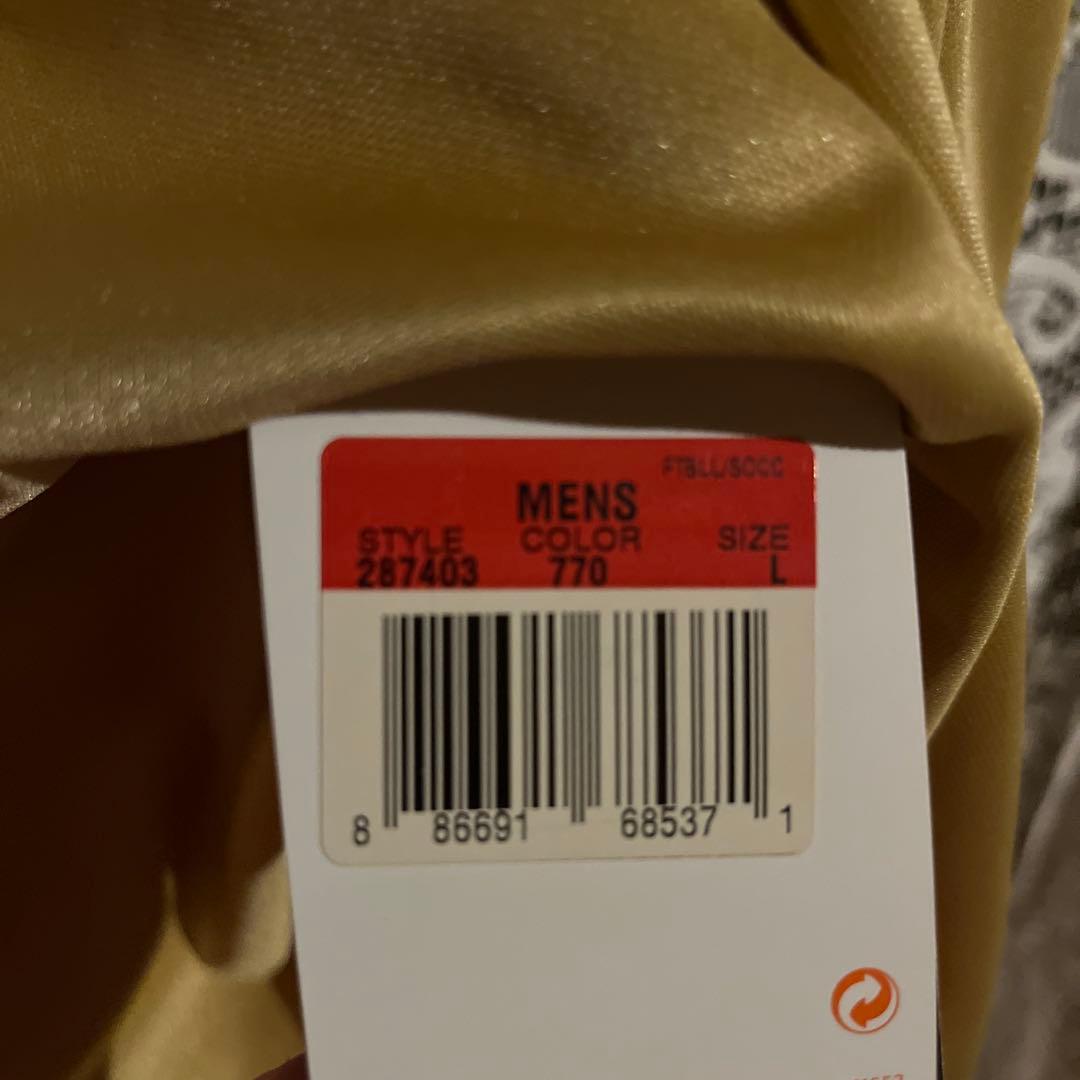 FTBLL/SOCC
MENS
STYLE COLOR SIZE
287403 770 L
8 86691 68537 1